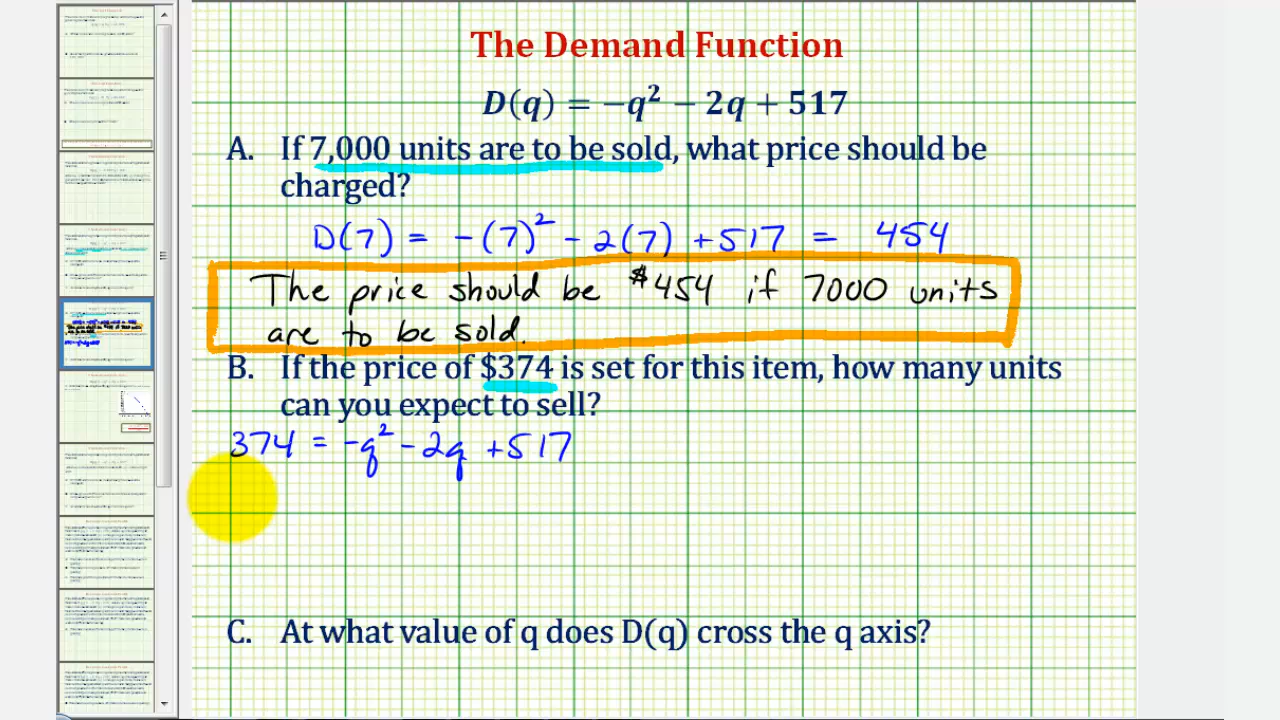 The Demand Function
D(q) = −q² − 2q + 517
A. If 7,000 units are to be sold, what price should be
charged?
D(7) = -(7)² - 2(7) + 517 = 454
The price should be $454 if 7000 units
are to be sold.
B. If the price of $374 is set for this item, how many units
can you expect to sell?
374 = -q² - 2q + 517
C. At what value of q does D(q) cross the q axis?